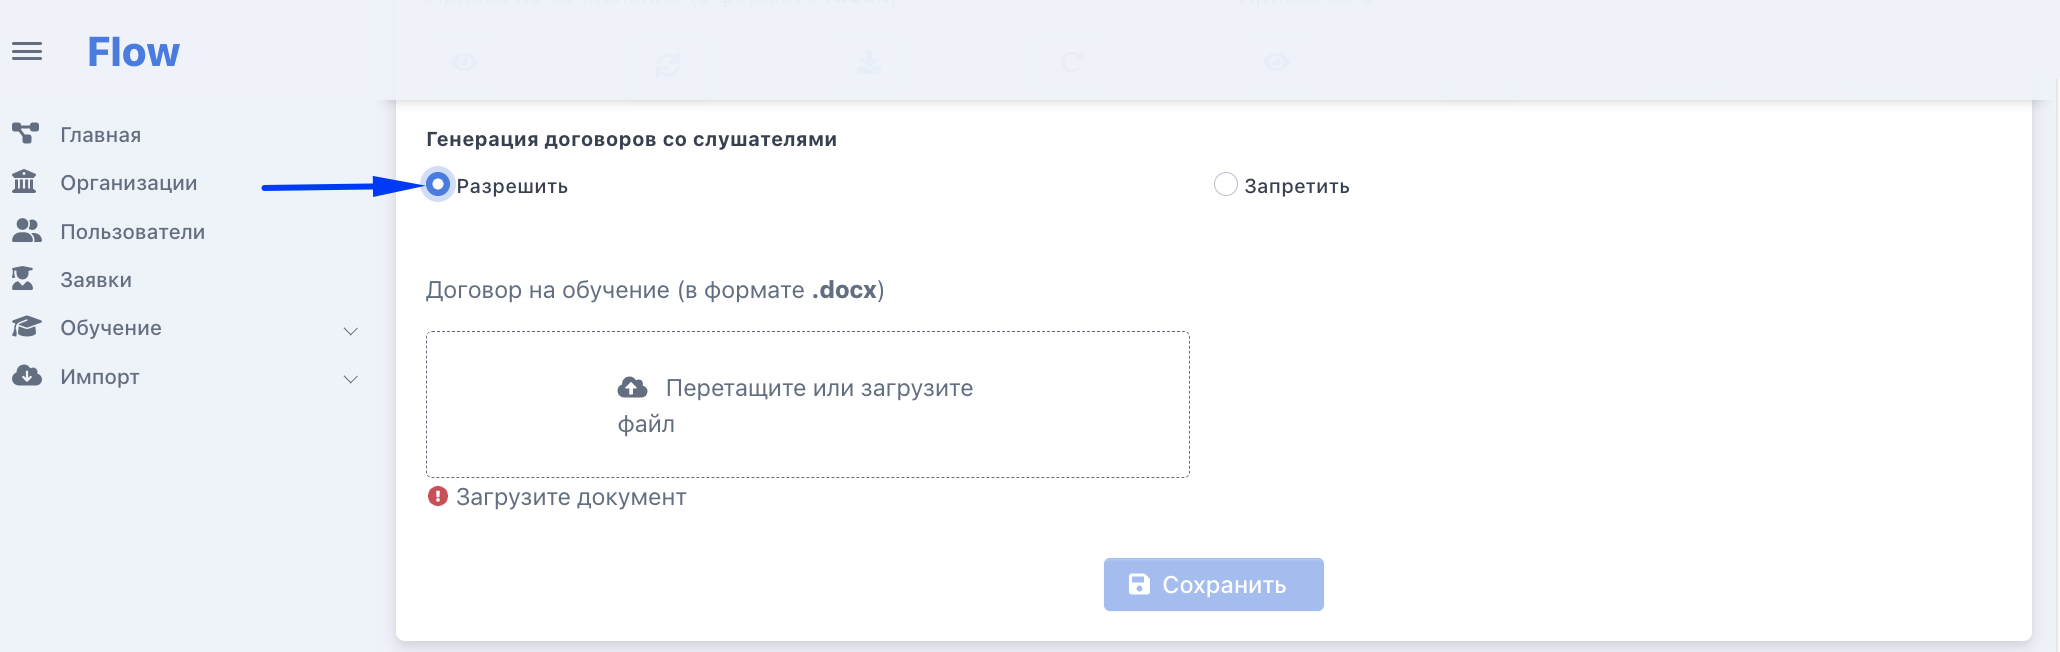 Flow
Главная
Организации
Пользователи
Заявки
Обучение
Импорт
Генерация договоров со слушателями
Разрешить
Запретить
Договор на обучение (в формате .docx)
Перетащите или загрузите
файл
Загрузите документ
Сохранить